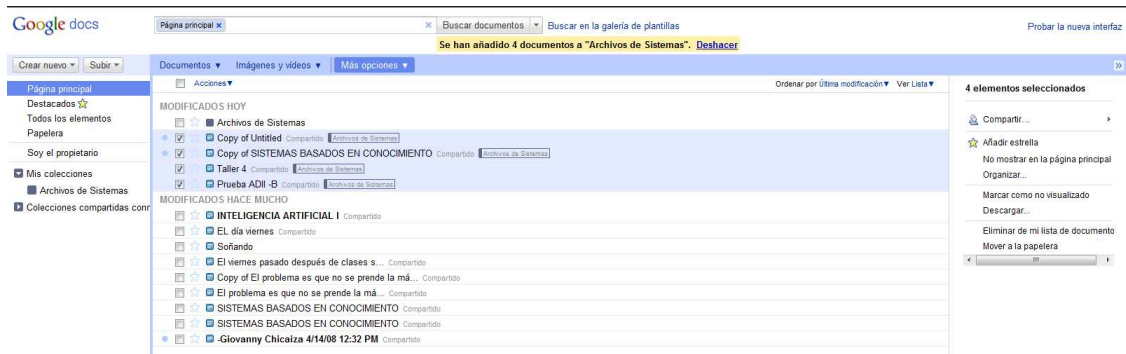 Google docs
Página principal ×
×
Buscar documentos
Buscar en la galería de plantillas
Probar la nueva interfaz
Se han añadido 4 documentos a "Archivos de Sistemas". Deshacer
Crear nuevo
Subir
Documentos
Imágenes y vídeos
Más opciones
Página principal
Destacados
Todos los elementos
Papelera
Soy el propietario
Mis colecciones
Archivos de Sistemas
Colecciones compartidas conm
Acciones
Ordenar por Última modificación Ver Lista
MODIFICADOS HOY
Archivos de Sistemas
Copy of Untitled Compartido Archivos de Sistemas
Copy of SISTEMAS BASADOS EN CONOCIMIENTO Compartido Archivos de Sistemas
Taller 4 Compartido Archivos de Sistemas
Prueba ADII -B Compartido Archivos de Sistemas
MODIFICADOS HACE MUCHO
INTELIGENCIA ARTIFICIAL I Compartido
EL día viernes Compartido
Soñando
El viernes pasado después de clases s... Compartido
Copy of El problema es que no se prende la má... Compartido
El problema es que no se prende la má... Compartido
SISTEMAS BASADOS EN CONOCIMIENTO Compartido
SISTEMAS BASADOS EN CONOCIMIENTO Compartido
-Giovanny Chicaiza 4/14/08 12:32 PM Compartido
4 elementos seleccionados
Compartir...
Añadir estrella
No mostrar en la página principal
Organizar...
Marcar como no visualizado
Descargar...
Eliminar de mi lista de documento
Mover a la papelera